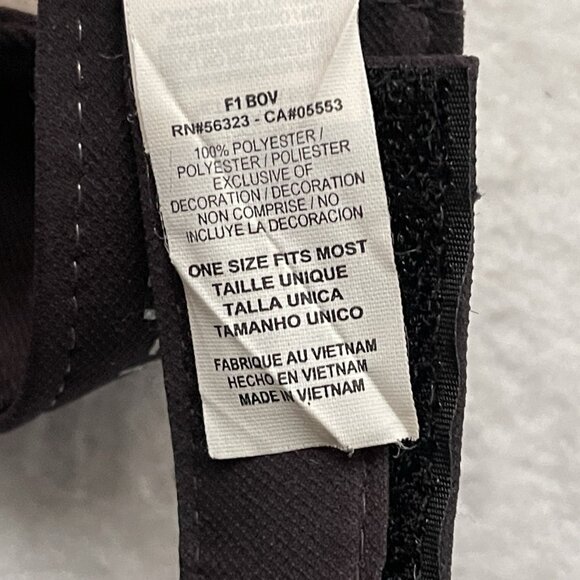 F1 BOV
RN#56323 - CA#05553
100% POLYESTER /
POLYESTER / POLIESTER
EXCLUSIVE OF
DECORATION / DECORATION
NON COMPRISE / NO
INCLUYE LA DECORACION
ONE SIZE FITS MOST
TAILLE UNIQUE
TALLA UNICA
TAMANHO UNICO
FABRIQUE AU VIETNAM
HECHO EN VIETNAM
MADE IN VIETNAM